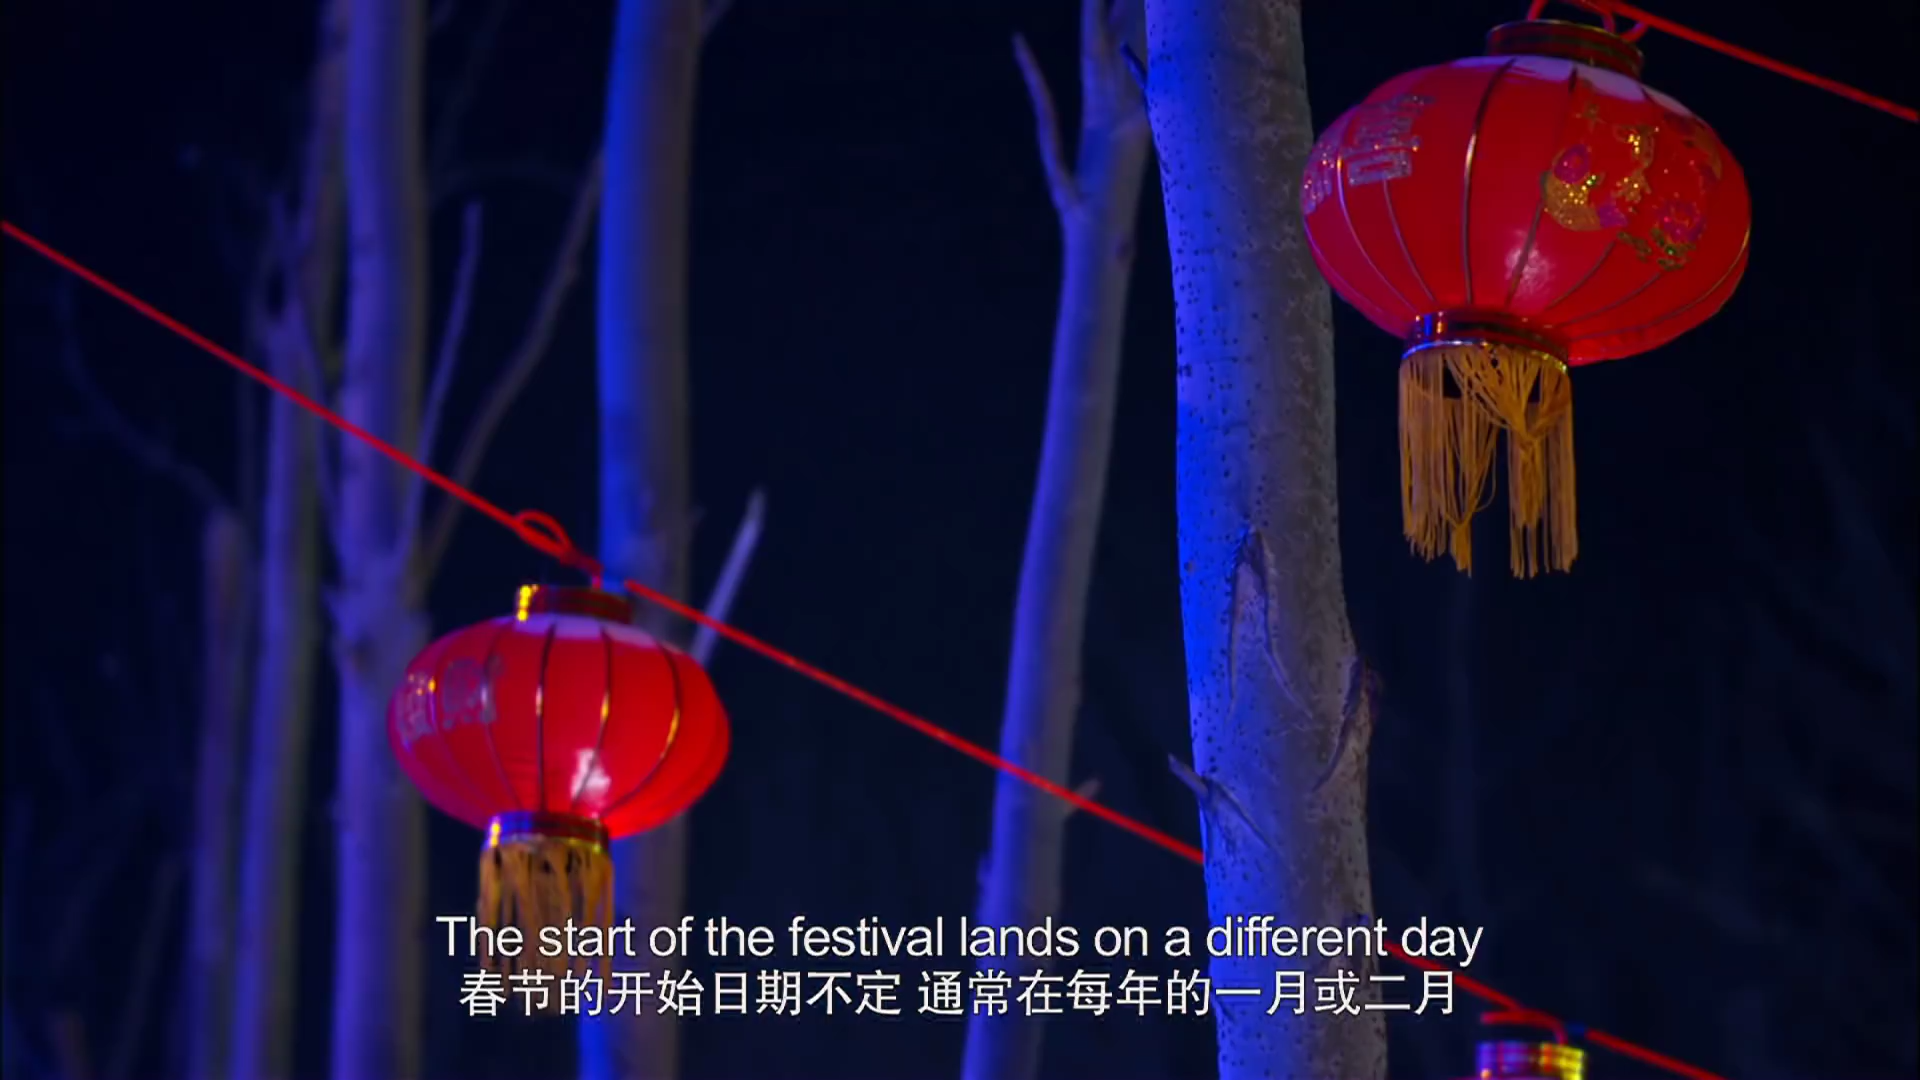 The start of the festival lands on a different day
春节的开始日期不定 通常在每年的一月或二月